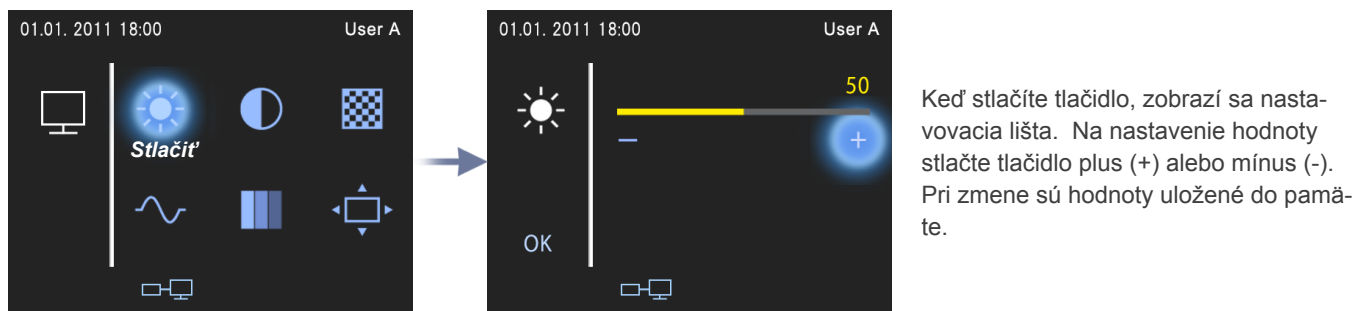 01.01. 2011 18:00 User A
Stlačiť
01.01. 2011 18:00 User A
50
− +
OK
Keď stlačíte tlačidlo, zobrazí sa nasta-
vovacia lišta. Na nastavenie hodnoty
stlačte tlačidlo plus (+) alebo mínus (-).
Pri zmene sú hodnoty uložené do pamä-
te.